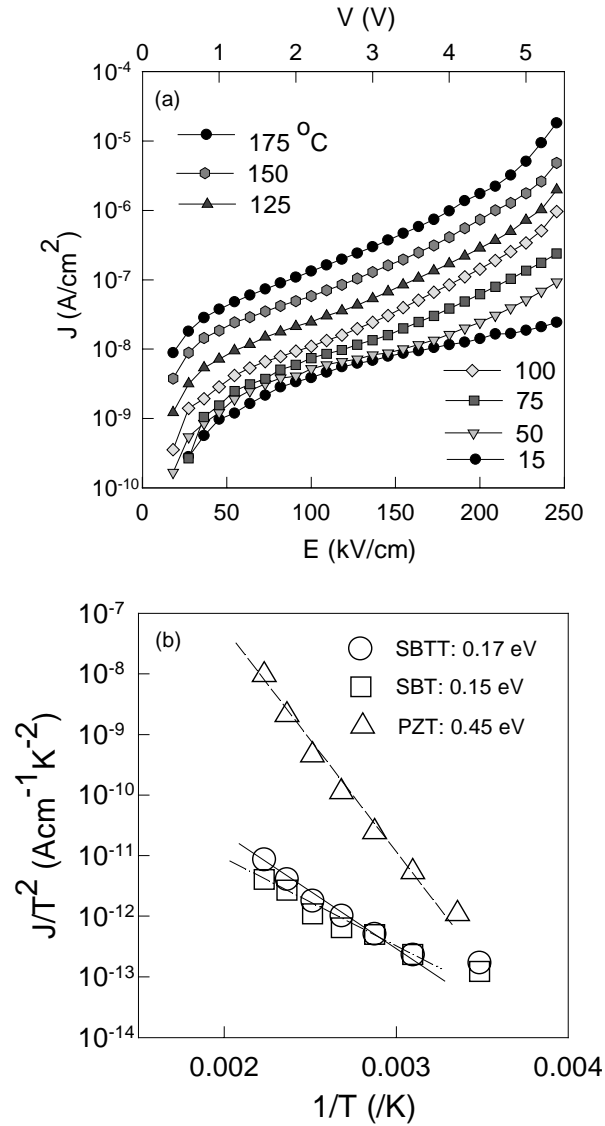 V (V)
0 1 2 3 4 5
10⁻⁴
(a)
175 °C
150
125
10⁻⁵
10⁻⁶
J (A/cm²)
10⁻⁷
10⁻⁸
100
75
50
15
10⁻⁹
10⁻¹⁰
0 50 100 150 200 250
E (kV/cm)
10⁻⁷
(b)
SBTT: 0.17 eV
SBT: 0.15 eV
PZT: 0.45 eV
10⁻⁸
10⁻⁹
J/T² (Acm⁻¹K⁻²)
10⁻¹⁰
10⁻¹¹
10⁻¹²
10⁻¹³
10⁻¹⁴
0.002 0.003 0.004
1/T (/K)